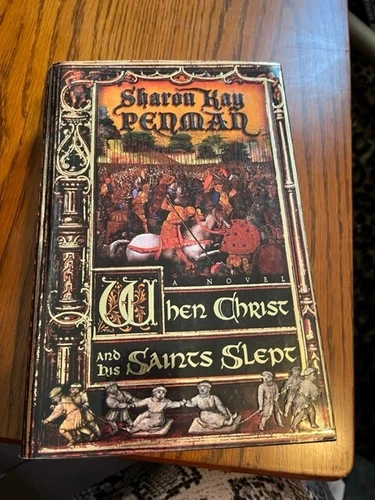 Sharon Kay
PENMAN
A NOVEL
When Christ
and his Saints Slept